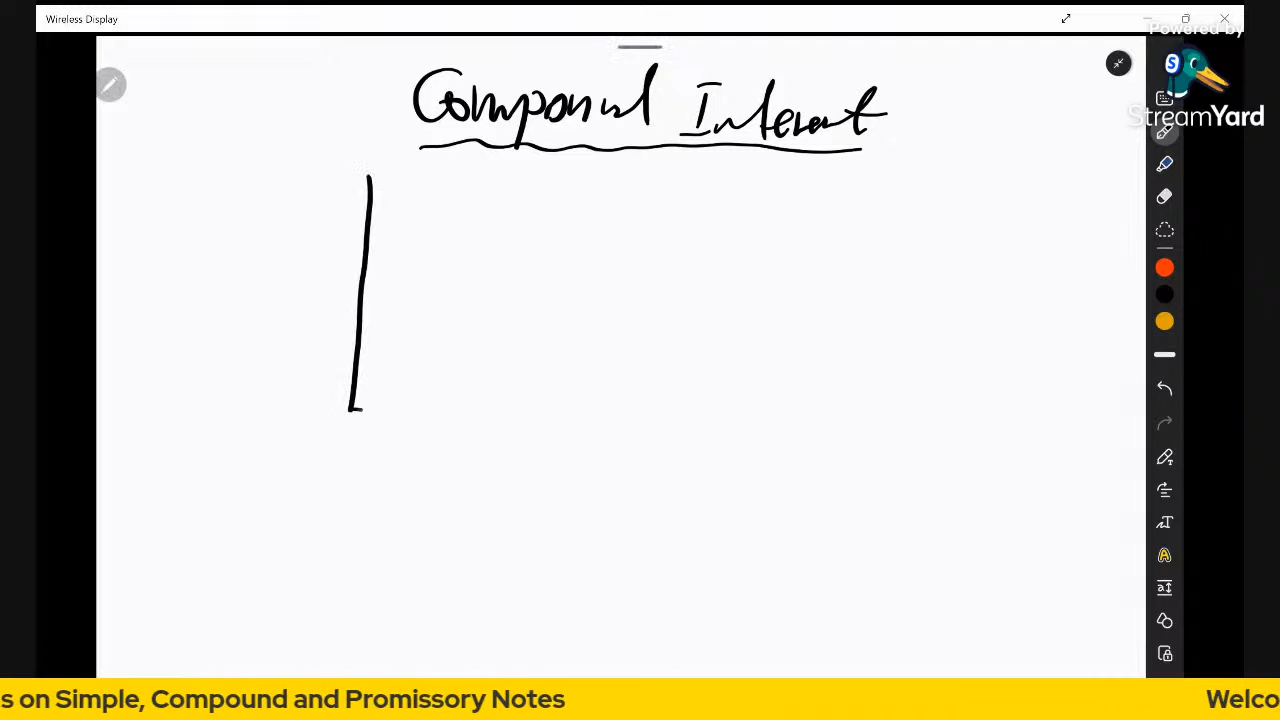 Wireless Display
Powered by
StreamYard
Compound Interest
s on Simple, Compound and Promissory Notes
Welco